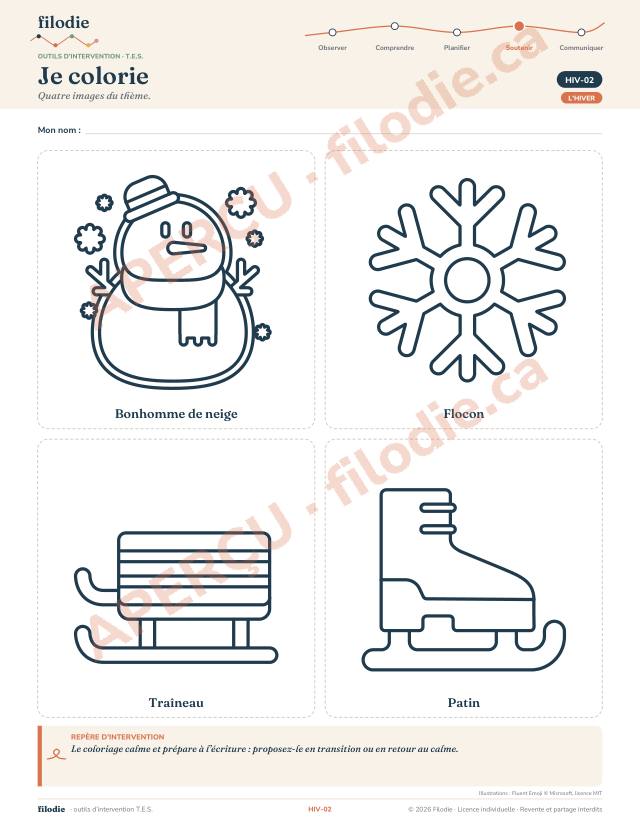 filodie
OUTILS D'INTERVENTION · T.E.S.
Je colorie
Quatre images du thème.
Observer
Comprendre
Planifier
Soutenir
Communiquer
HIV-02
L'HIVER
Mon nom :
APERÇU · filodie.ca
Bonhomme de neige
Flocon
APERÇU · filodie.ca
Traîneau
Patin
REPÈRE D'INTERVENTION
Le coloriage calme et prépare à l'écriture : proposez-le en transition ou en retour au calme.
Illustrations : Fluent Emoji © Microsoft, licence MIT
filodie · outils d'intervention T.E.S.
HIV-02
© 2026 Filodie · Licence individuelle · Revente et partage interdits